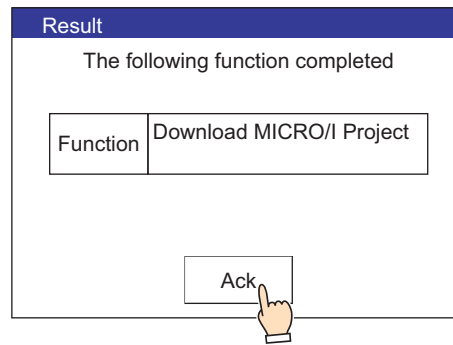 Result
The following function completed
Function
Download MICRO/I Project
Ack